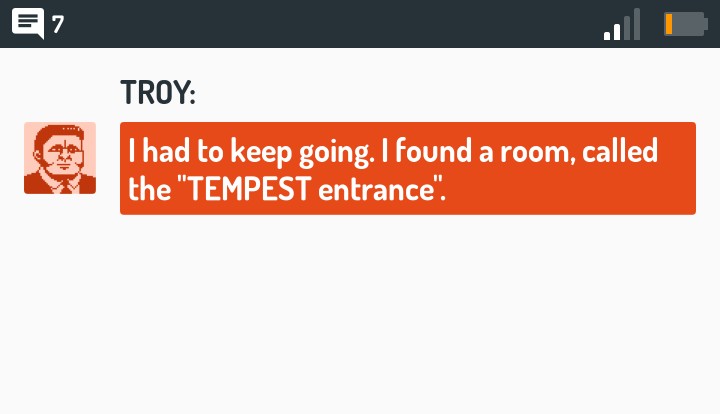 7
TROY:
I had to keep going. I found a room, called
the "TEMPEST entrance".